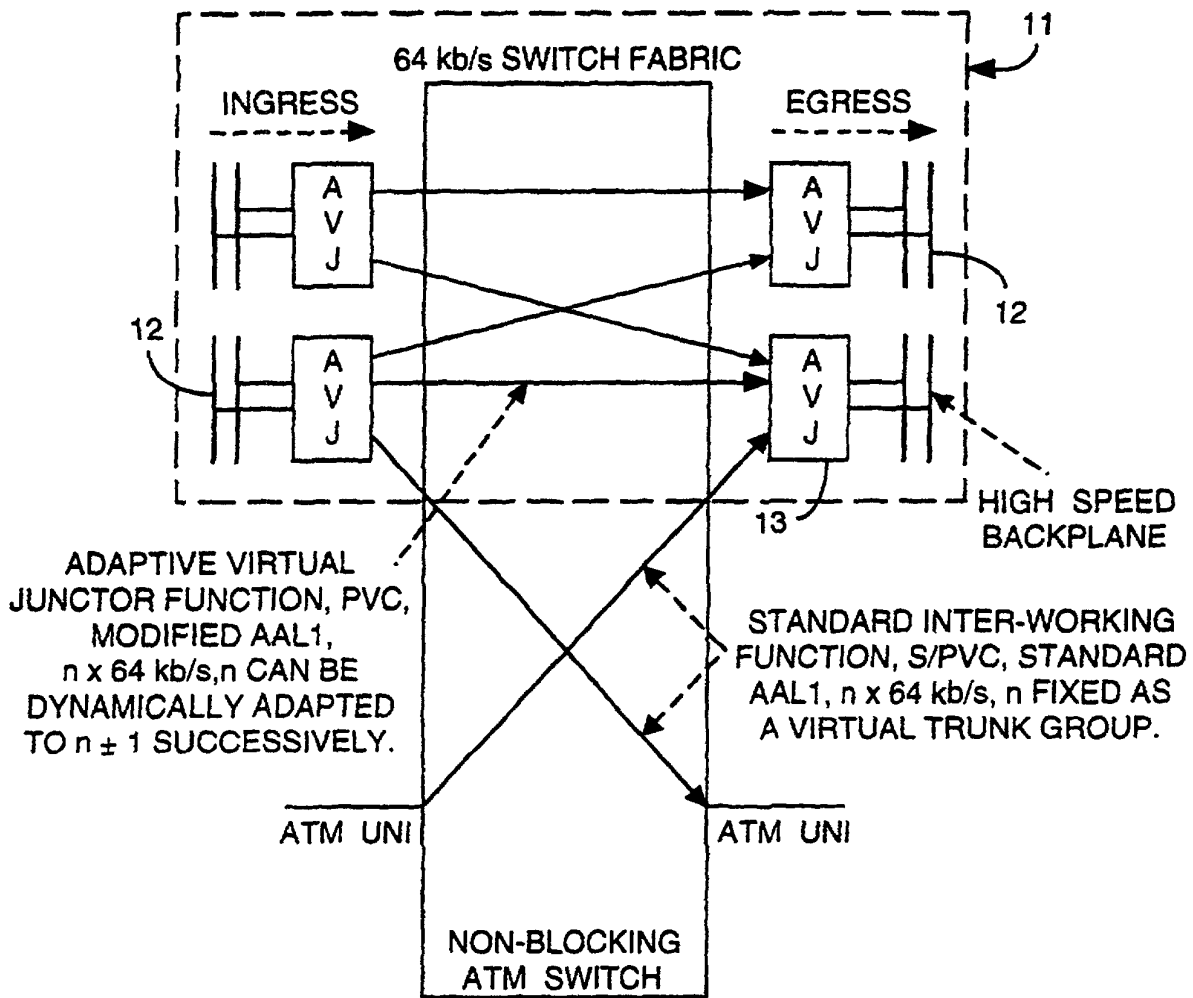 11
64 kb/s SWITCH FABRIC
INGRESS
EGRESS
A
V
J
A
V
J
12
12
A
V
J
A
V
J
13
HIGH SPEED
BACKPLANE
ADAPTIVE VIRTUAL
JUNCTOR FUNCTION, PVC,
MODIFIED AAL1,
n x 64 kb/s,n CAN BE
DYNAMICALLY ADAPTED
TO n ± 1 SUCCESSIVELY.
STANDARD INTER-WORKING
FUNCTION, S/PVC, STANDARD
AAL1, n x 64 kb/s, n FIXED AS
A VIRTUAL TRUNK GROUP.
ATM UNI
ATM UNI
NON-BLOCKING
ATM SWITCH